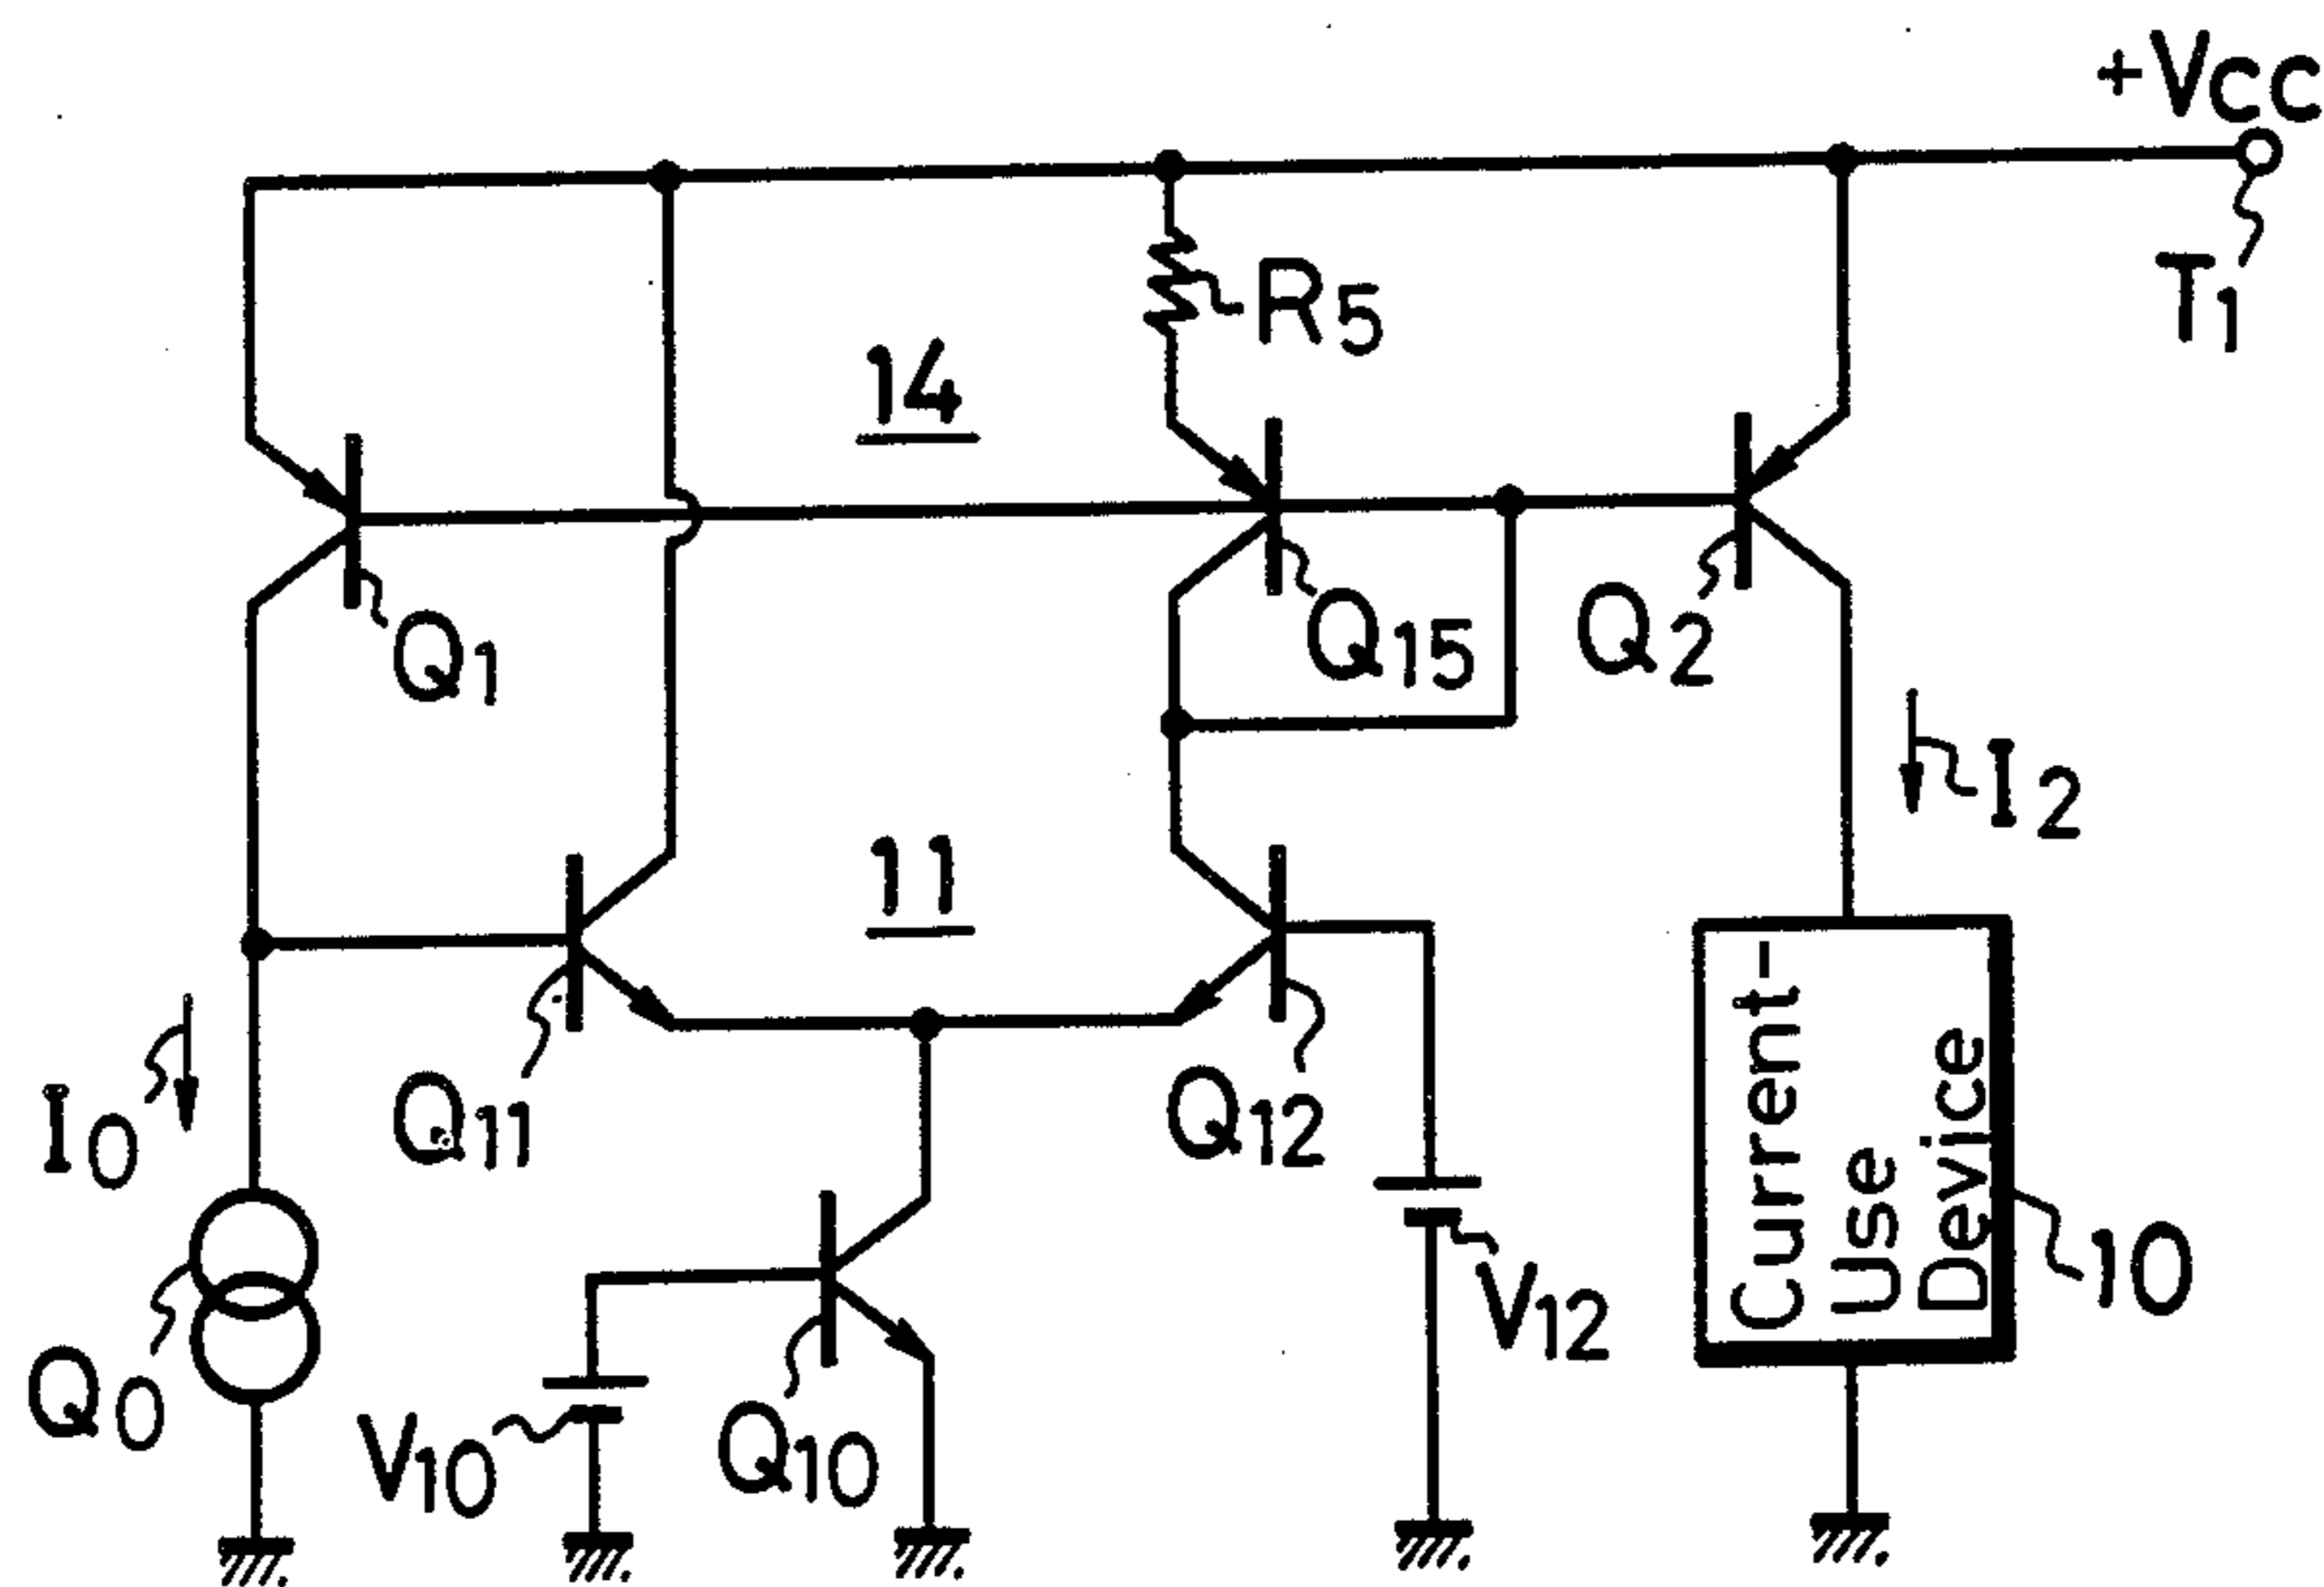 +Vcc
T1
R5
14
Q1
Q15
Q2
I2
11
I0
Q11
Q12
Current-
Use
Device
10
V12
Q0
V10
Q10